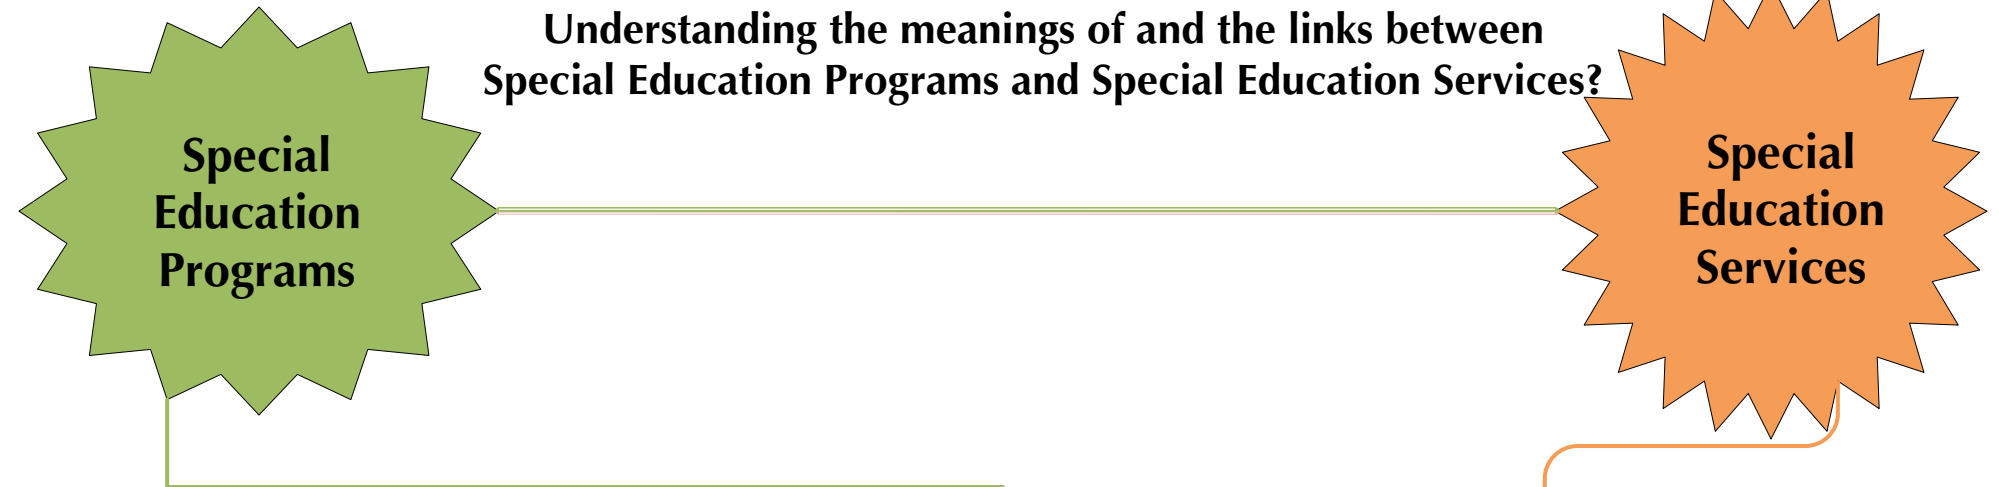 Understanding the meanings of and the links between
Special Education Programs and Special Education Services?
Special
Education
Programs
Special
Education
Services